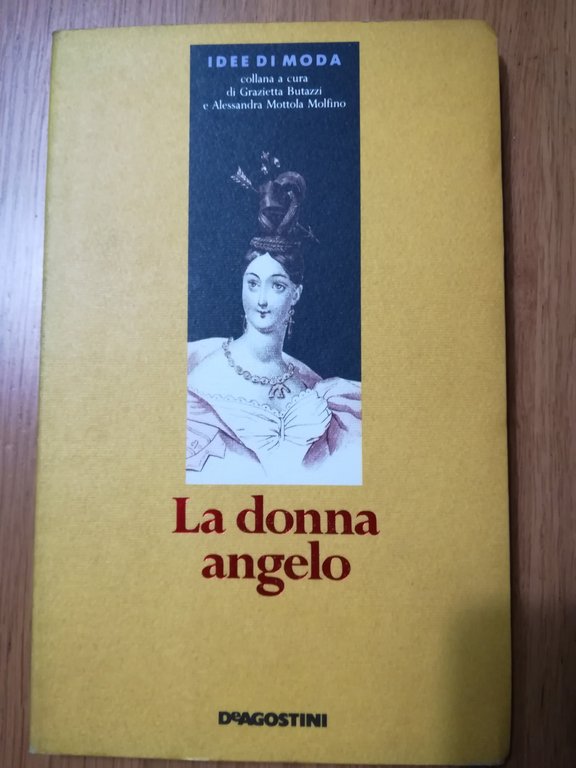 IDEE DI MODA
collana a cura
di Grazietta Butazzi
e Alessandra Mottola Molfino
La donna
angelo
DeAGOSTINI